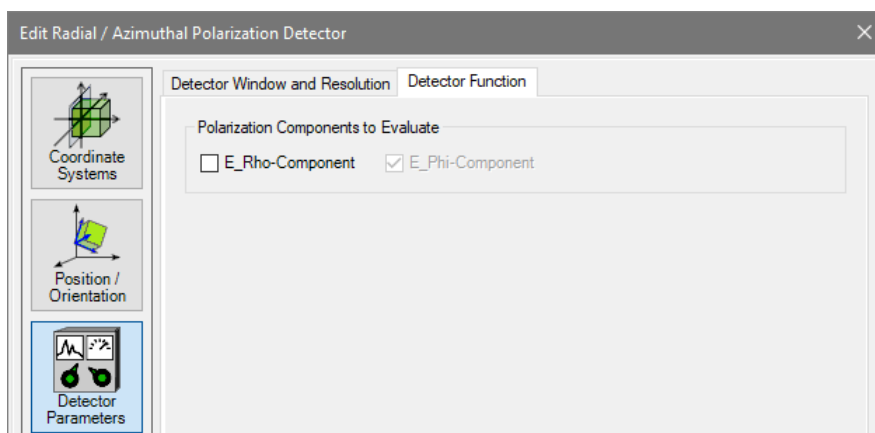 Edit Radial / Azimuthal Polarization Detector
Detector Window and Resolution
Detector Function
Coordinate
Systems
Position /
Orientation
Detector
Parameters
Polarization Components to Evaluate
E_Rho-Component
E_Phi-Component